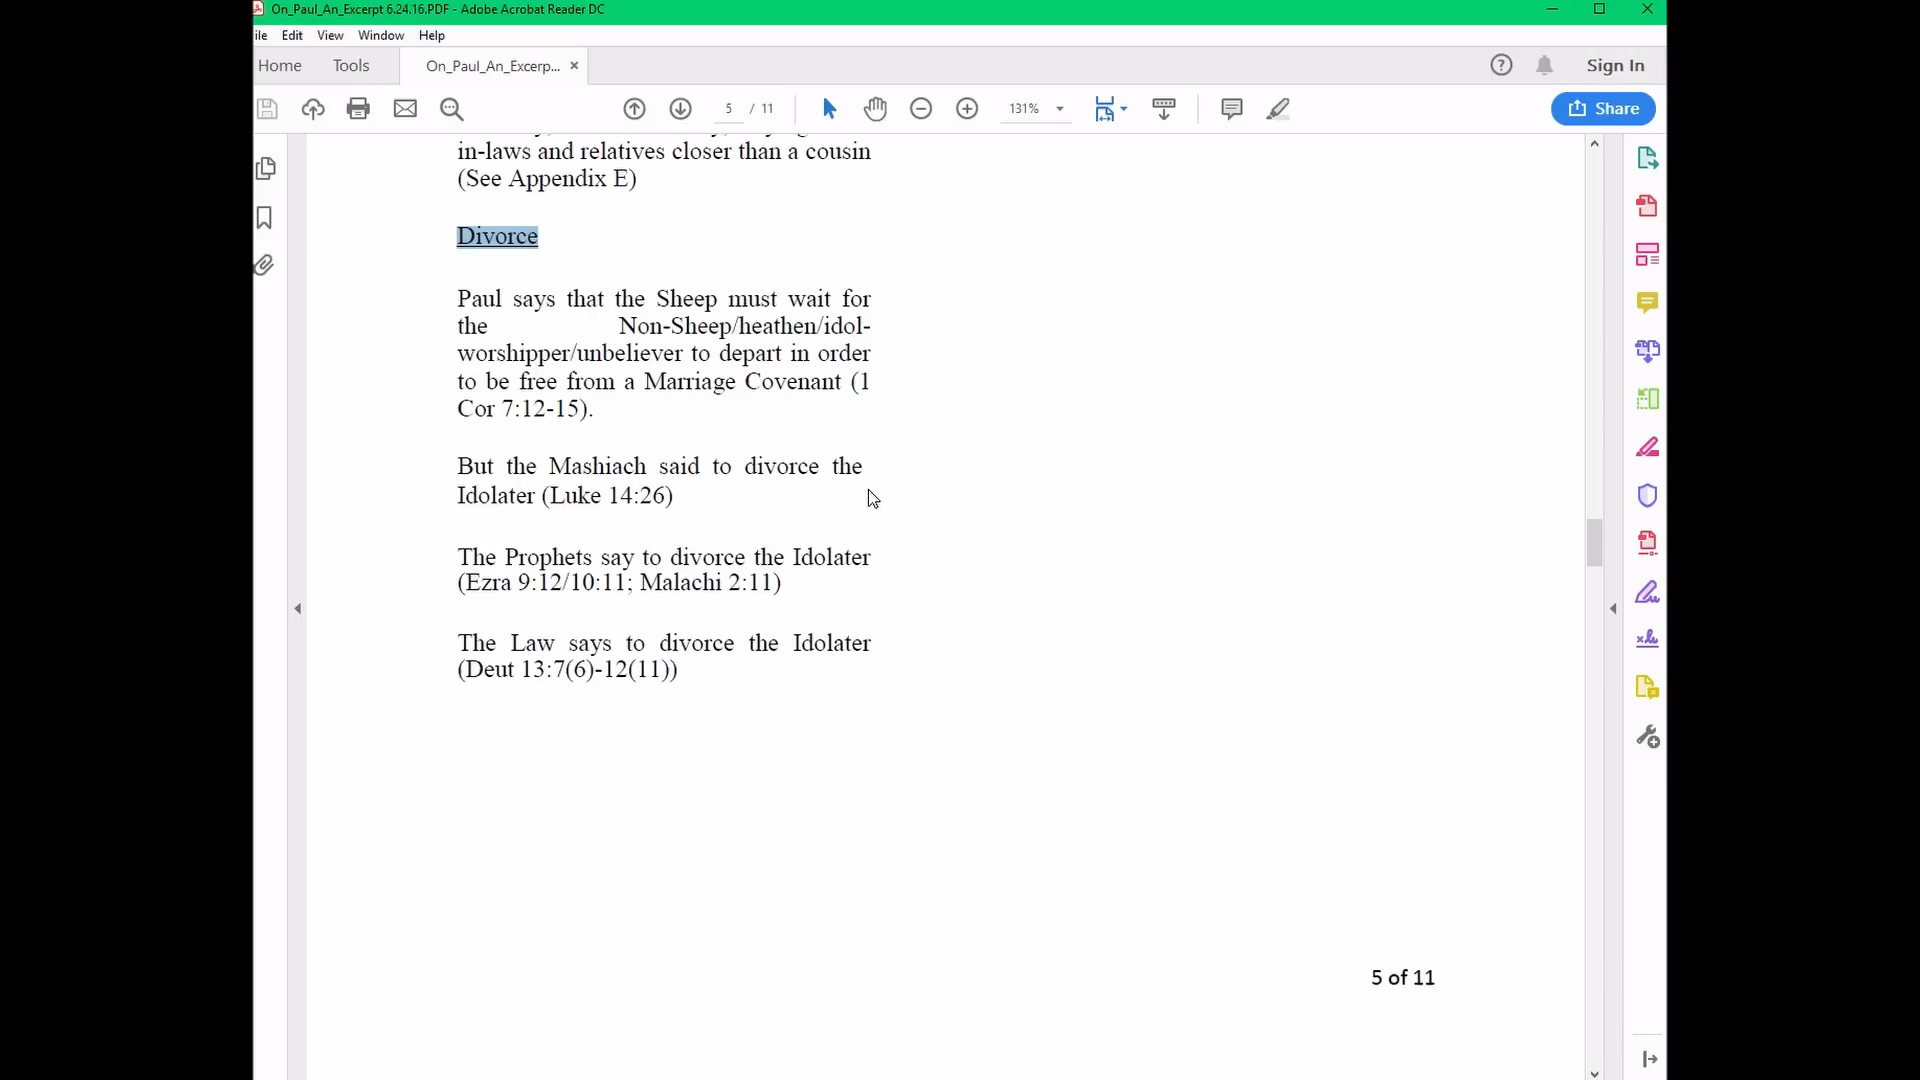 On_Paul_An_Excerpt 6.24.16.PDF - Adobe Acrobat Reader DC
ile Edit View Window Help
Home Tools On_Paul_An_Excerp... × Sign In
5 / 11 131% Share
in-laws and relatives closer than a cousin
(See Appendix E)
Divorce
Paul says that the Sheep must wait for
the Non-Sheep/heathen/idol-
worshipper/unbeliever to depart in order
to be free from a Marriage Covenant (1
Cor 7:12-15).
But the Mashiach said to divorce the
Idolater (Luke 14:26)
The Prophets say to divorce the Idolater
(Ezra 9:12/10:11; Malachi 2:11)
The Law says to divorce the Idolater
(Deut 13:7(6)-12(11))
5 of 11